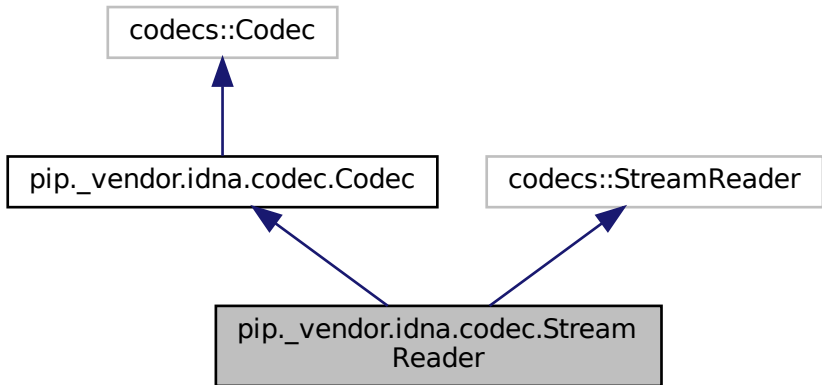 codecs::Codec
pip._vendor.idna.codec.Codec
codecs::StreamReader
pip._vendor.idna.codec.Stream
Reader